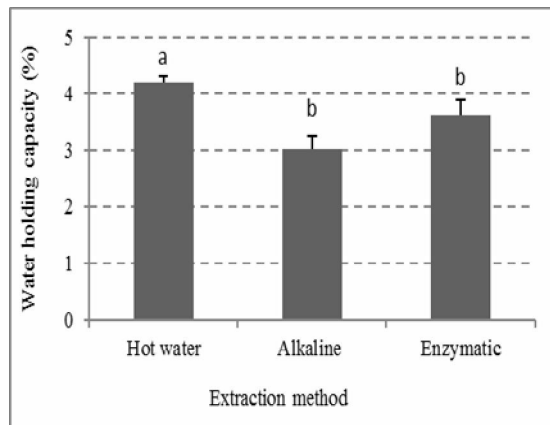 Water holding capacity (%)
5
4
3
2
1
0
a
b
b
Hot water
Alkaline
Enzymatic
Extraction method